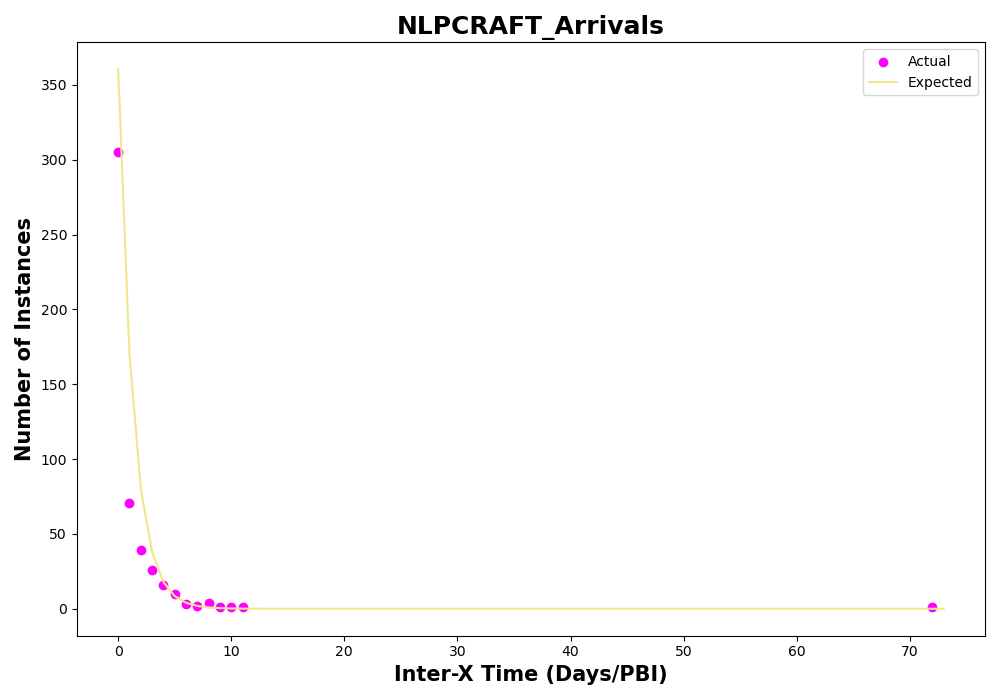 NLPCRAFT_Arrivals
Actual
Expected
350
300
250
200
150
100
50
0
Number of Instances
0 10 20 30 40 50 60 70
Inter-X Time (Days/PBI)